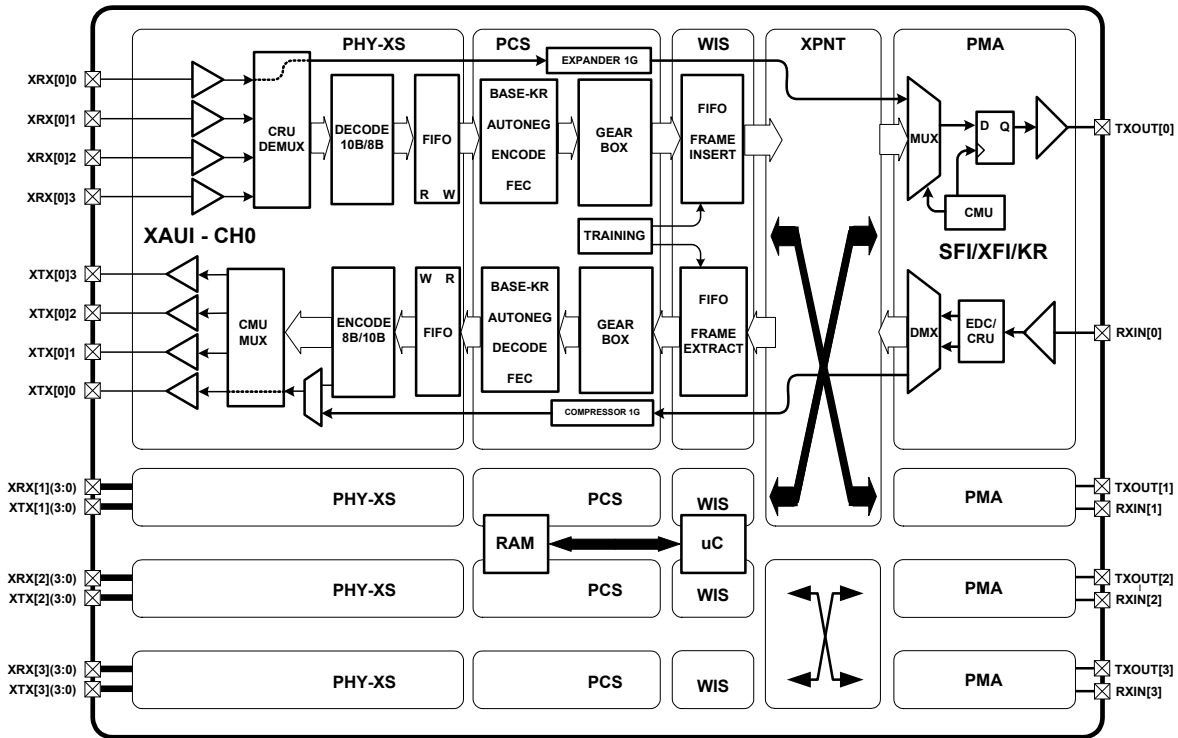 PHY-XS
PCS
WIS
XPNT
PMA
XRX[0]0
XRX[0]1
XRX[0]2
XRX[0]3
CRU
DEMUX
DECODE
10B/8B
FIFO
R W
EXPANDER 1G
BASE-KR
AUTONEG
ENCODE
FEC
GEAR
BOX
FIFO
FRAME
INSERT
MUX
D Q
CMU
TXOUT[0]
TRAINING
XAUI - CH0
SFI/XFI/KR
XTX[0]3
XTX[0]2
XTX[0]1
XTX[0]0
CMU
MUX
ENCODE
8B/10B
W R
FIFO
BASE-KR
AUTONEG
DECODE
FEC
GEAR
BOX
FIFO
FRAME
EXTRACT
DMX
EDC/
CRU
RXIN[0]
COMPRESSOR 1G
XRX[1](3:0)
XTX[1](3:0)
PHY-XS
PCS
WIS
PMA
TXOUT[1]
RXIN[1]
RAM
uC
XRX[2](3:0)
XTX[2](3:0)
PHY-XS
PCS
WIS
PMA
TXOUT[2]
RXIN[2]
XRX[3](3:0)
XTX[3](3:0)
PHY-XS
PCS
WIS
PMA
TXOUT[3]
RXIN[3]